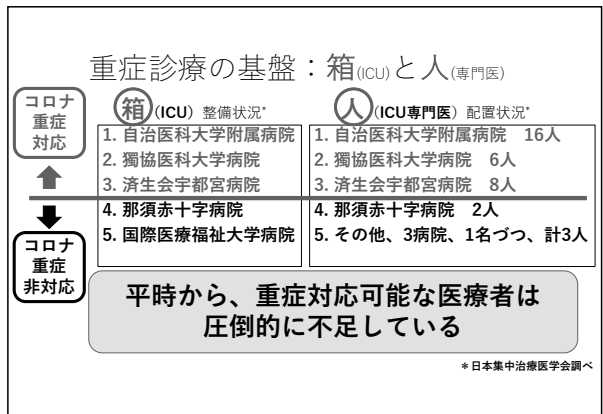 重症診療の基盤：箱(ICU)と人(専門医)
コロナ
重症
対応
箱(ICU) 整備状況*
1. 自治医科大学附属病院
2. 獨協医科大学病院
3. 済生会宇都宮病院
4. 那須赤十字病院
5. 国際医療福祉大学病院
人(ICU専門医) 配置状況*
1. 自治医科大学附属病院　16人
2. 獨協医科大学病院　6人
3. 済生会宇都宮病院　8人
4. 那須赤十字病院　2人
5. その他、3病院、1名づつ、計3人
コロナ
重症
非対応
平時から、重症対応可能な医療者は
圧倒的に不足している
*日本集中治療医学会調べ